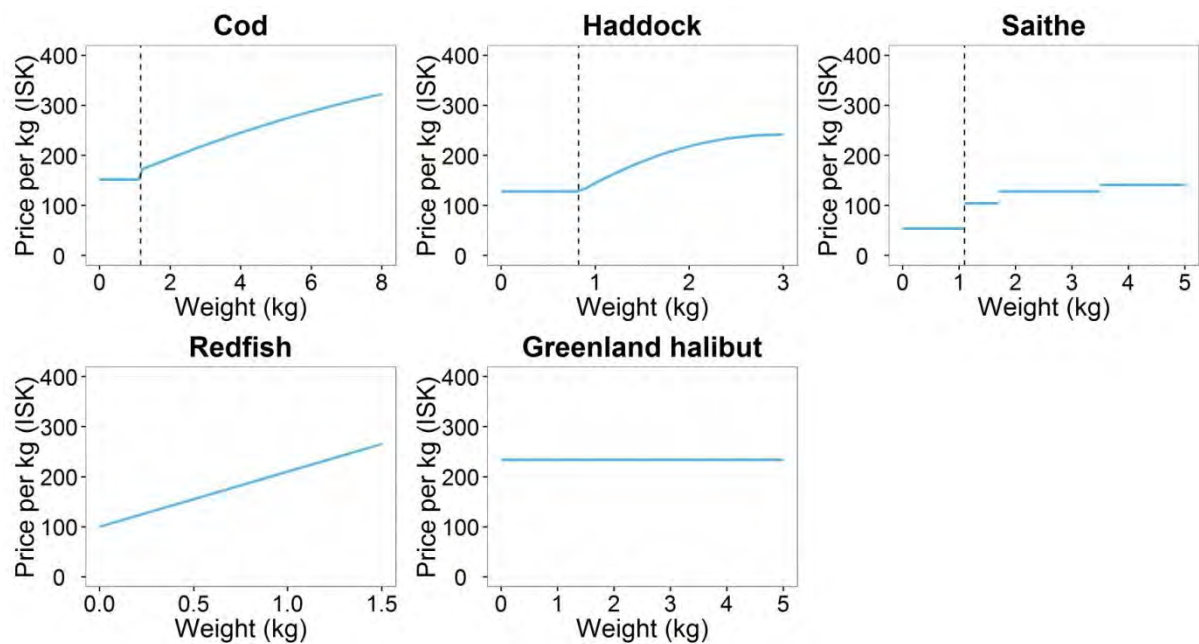 Cod
Haddock
Saithe
Price per kg (ISK)
400
300
200
100
0
0 2 4 6 8
Weight (kg)
Price per kg (ISK)
400
300
200
100
0
0 1 2 3
Weight (kg)
Price per kg (ISK)
400
300
200
100
0
0 1 2 3 4 5
Weight (kg)
Redfish
Greenland halibut
Price per kg (ISK)
400
300
200
100
0
0.0 0.5 1.0 1.5
Weight (kg)
Price per kg (ISK)
400
300
200
100
0
0 1 2 3 4 5
Weight (kg)